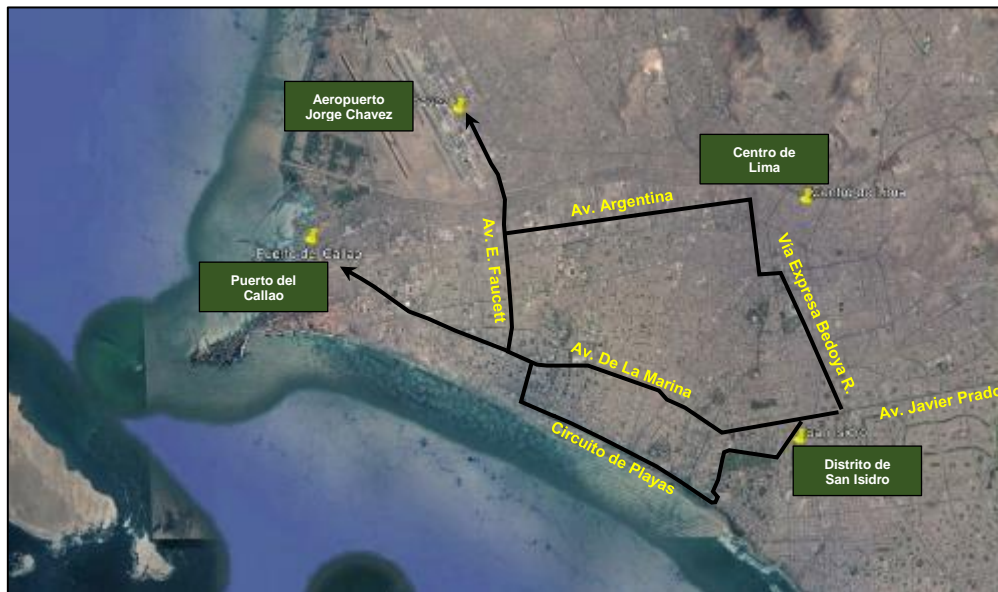 Aeropuerto
Jorge Chavez
Centro de
Lima
Av. Argentina
Av. E. Faucett
Vía Expresa Bedoya R.
Puerto del
Callao
Av. De La Marina
Av. Javier Prado
Circuito de Playas
Distrito de
San Isidro